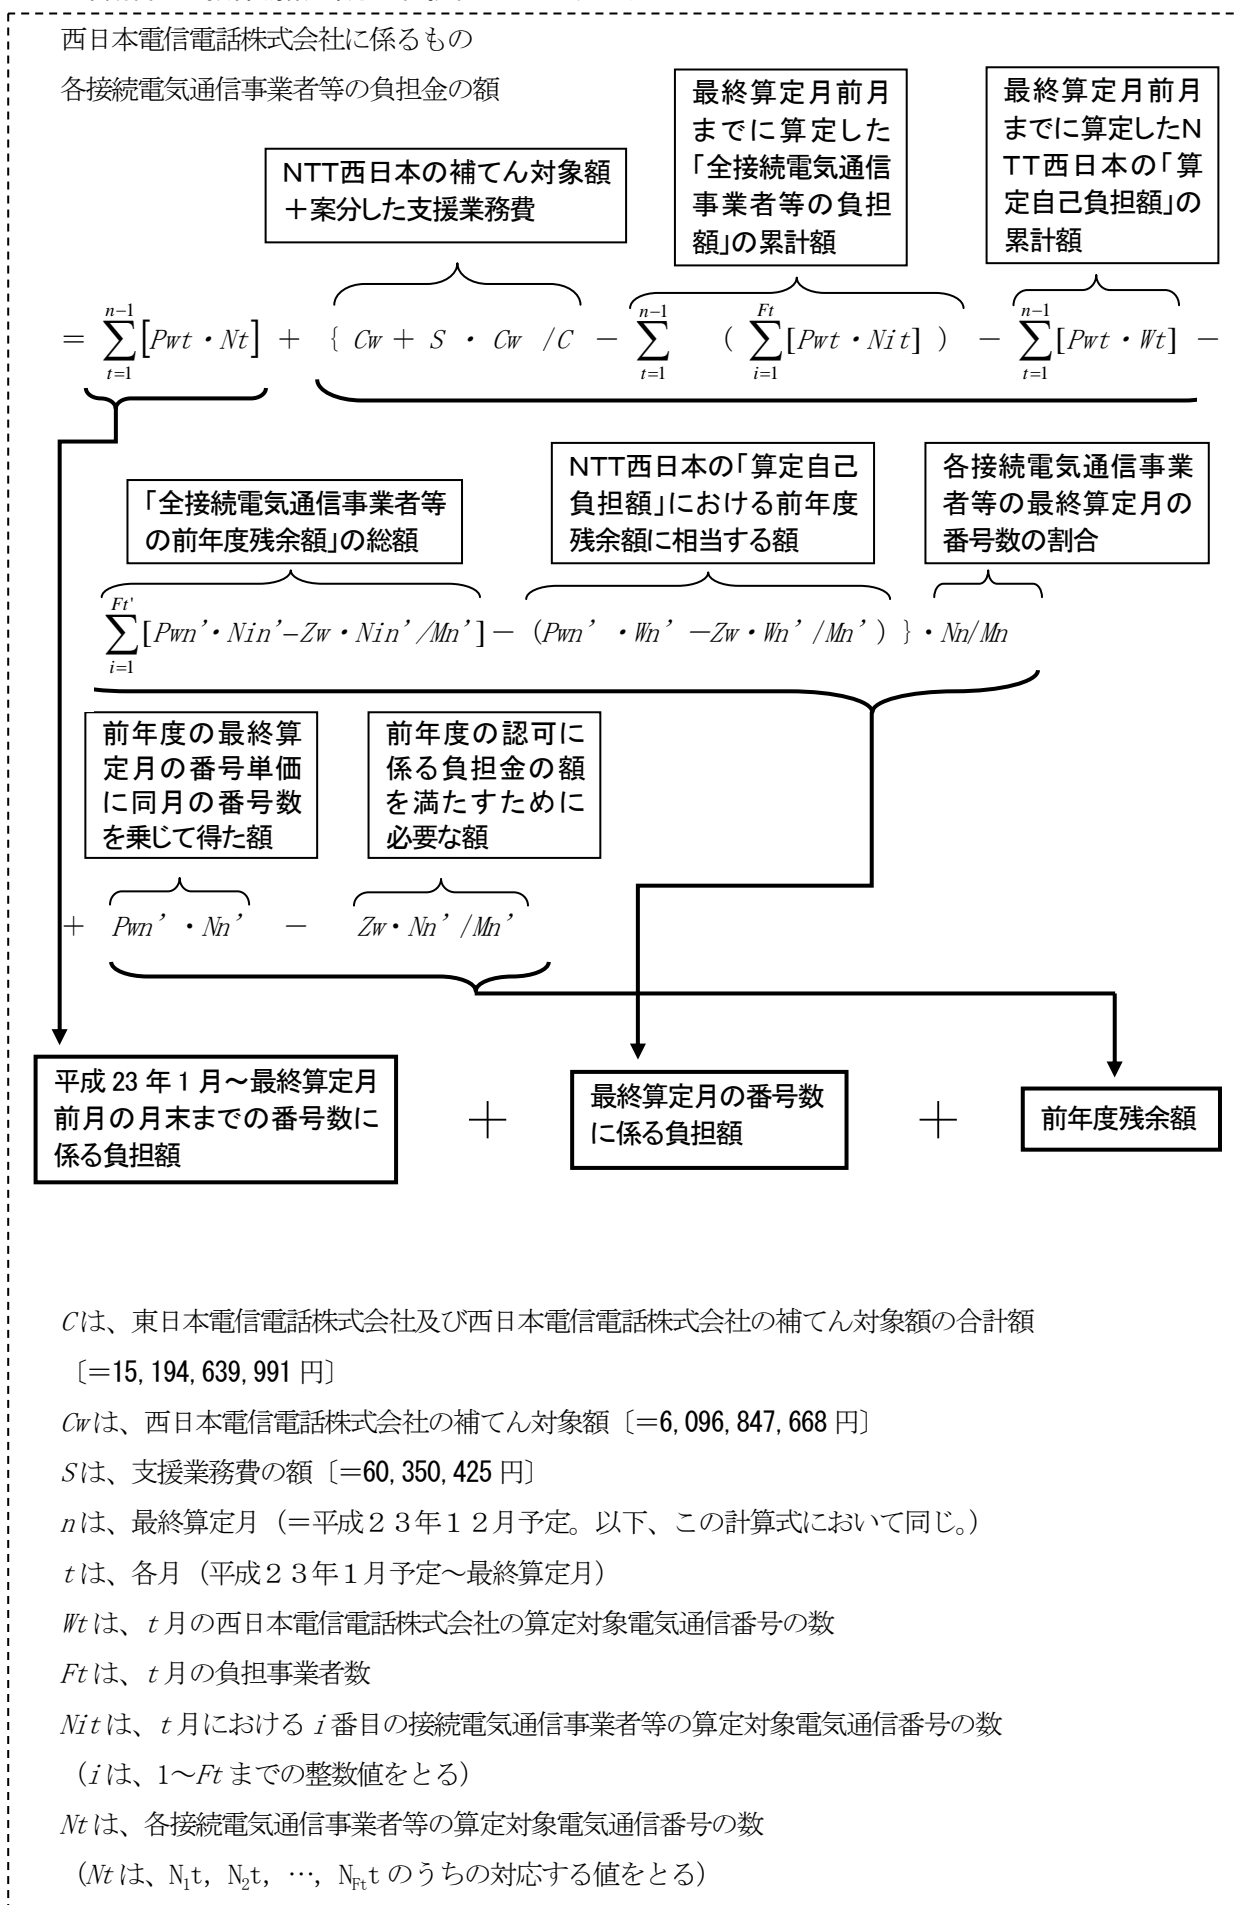 西日本電信電話株式会社に係るもの
各接続電気通信事業者等の負担金の額
最終算定月前月
までに算定した
「全接続電気通信
事業者等の負担
額」の累計額
最終算定月前月
までに算定したN
TT西日本の「算
定自己負担額」の
累計額
NTT西日本の補てん対象額
＋案分した支援業務費
= \sum_{t=1}^{n-1}[Pwt・Nt] + { Cw + S ・ Cw /C － \sum_{t=1}^{n-1} ( \sum_{i=1}^{Ft}[Pwt・Nit] ) － \sum_{t=1}^{n-1}[Pwt・Wt] －
「全接続電気通信事業者等
の前年度残余額」の総額
NTT西日本の「算定自己
負担額」における前年度
残余額に相当する額
各接続電気通信事業
者等の最終算定月の
番号数の割合
\sum_{i=1}^{Ft'}[Pwn’・Nin’−Zw・Nin’/Mn’]－（Pwn’・Wn’－Zw・Wn’/Mn’）}・Nn/Mn
前年度の最終算
定月の番号単価
に同月の番号数
を乗じて得た額
前年度の認可に
係る負担金の額
を満たすために
必要な額
＋ Pwn’・Nn’ － Zw・Nn’/Mn’
平成23年1月～最終算定月
前月の月末までの番号数に
係る負担額
＋
最終算定月の番号数
に係る負担額
＋
前年度残余額
Cは、東日本電信電話株式会社及び西日本電信電話株式会社の補てん対象額の合計額
〔＝15,194,639,991円〕
Cwは、西日本電信電話株式会社の補てん対象額〔＝6,096,847,668円〕
Sは、支援業務費の額〔＝60,350,425円〕
nは、最終算定月（＝平成２３年１２月予定。以下、この計算式において同じ。）
tは、各月（平成２３年１月予定～最終算定月）
Wtは、t月の西日本電信電話株式会社の算定対象電気通信番号の数
Ftは、t月の負担事業者数
Nitは、t月におけるi番目の接続電気通信事業者等の算定対象電気通信番号の数
（iは、1～Ftまでの整数値をとる）
Ntは、各接続電気通信事業者等の算定対象電気通信番号の数
（Ntは、N₁t, N₂t, …, N_{Ft}tのうちの対応する値をとる）